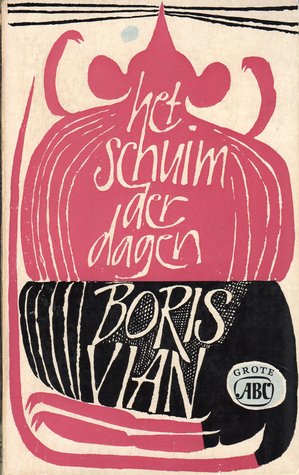 het
schuim
der
dagen
BORIS
VIAN
GROTE
ABC